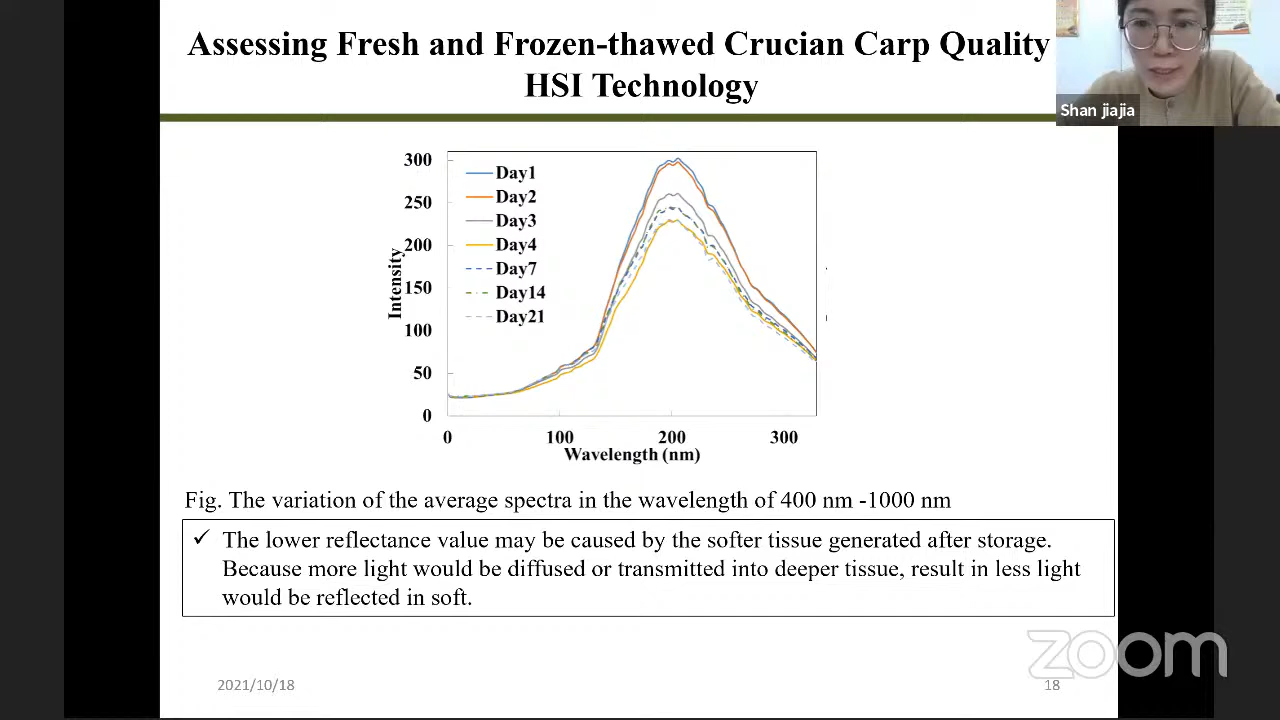 Assessing Fresh and Frozen-thawed Crucian Carp Quality
HSI Technology
Shan jiajia
300
250
200
150
100
50
0
Intensity
Day1
Day2
Day3
Day4
Day7
Day14
Day21
0 100 200 300
Wavelength (nm)
Fig. The variation of the average spectra in the wavelength of 400 nm -1000 nm
✓ The lower reflectance value may be caused by the softer tissue generated after storage.
Because more light would be diffused or transmitted into deeper tissue, result in less light
would be reflected in soft.
zoom
2021/10/18
18